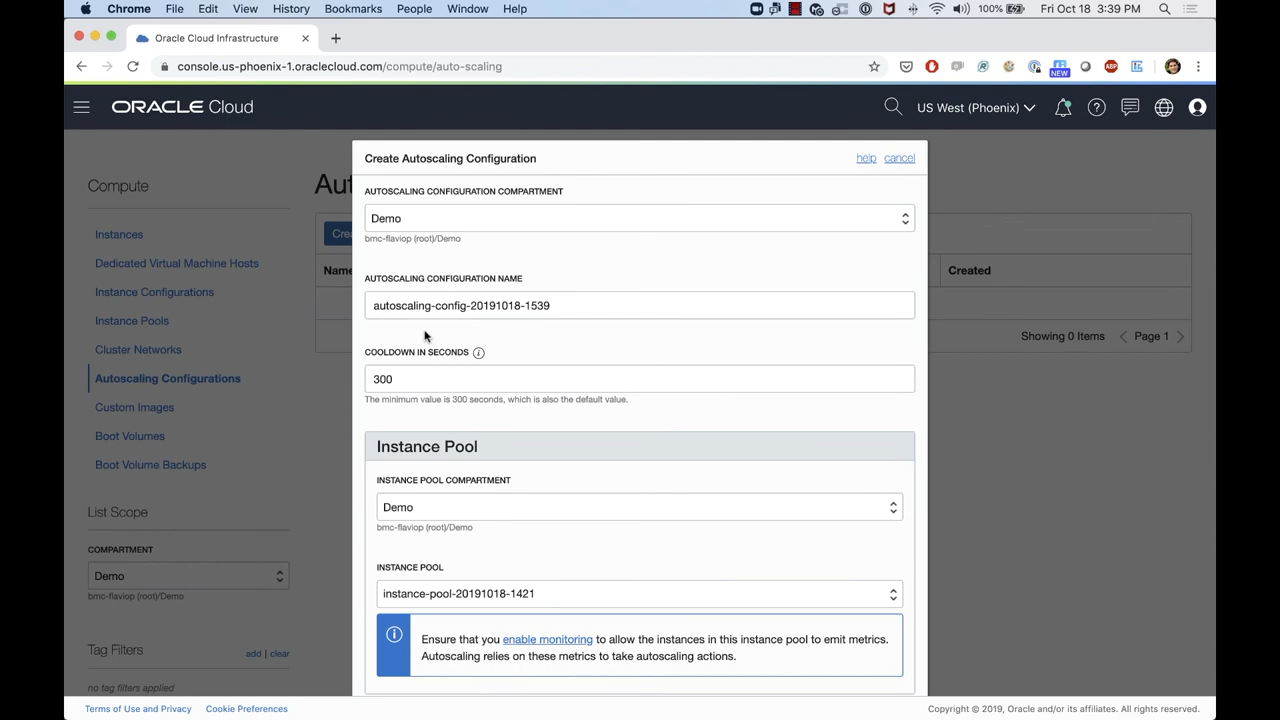 Chrome File Edit View History Bookmarks People Window Help 100% Fri Oct 18 3:39 PM
Oracle Cloud Infrastructure
console.us-phoenix-1.oraclecloud.com/compute/auto-scaling
NEW
ABP
ORACLE Cloud
US West (Phoenix)
Compute
Instances
Dedicated Virtual Machine Hosts
Instance Configurations
Instance Pools
Cluster Networks
Autoscaling Configurations
Custom Images
Boot Volumes
Boot Volume Backups
List Scope
COMPARTMENT
Demo
bmc-flaviop (root)/Demo
Tag Filters
add | clear
no tag filters applied
Aut
Crea
Name
Created
Showing 0 Items
Page 1
Create Autoscaling Configuration
help cancel
AUTOSCALING CONFIGURATION COMPARTMENT
Demo
bmc-flaviop (root)/Demo
AUTOSCALING CONFIGURATION NAME
autoscaling-config-20191018-1539
COOLDOWN IN SECONDS
300
The minimum value is 300 seconds, which is also the default value.
Instance Pool
INSTANCE POOL COMPARTMENT
Demo
bmc-flaviop (root)/Demo
INSTANCE POOL
instance-pool-20191018-1421
Ensure that you enable monitoring to allow the instances in this instance pool to emit metrics.
Autoscaling relies on these metrics to take autoscaling actions.
Terms of Use and Privacy Cookie Preferences
Copyright © 2019, Oracle and/or its affiliates. All rights reserved.